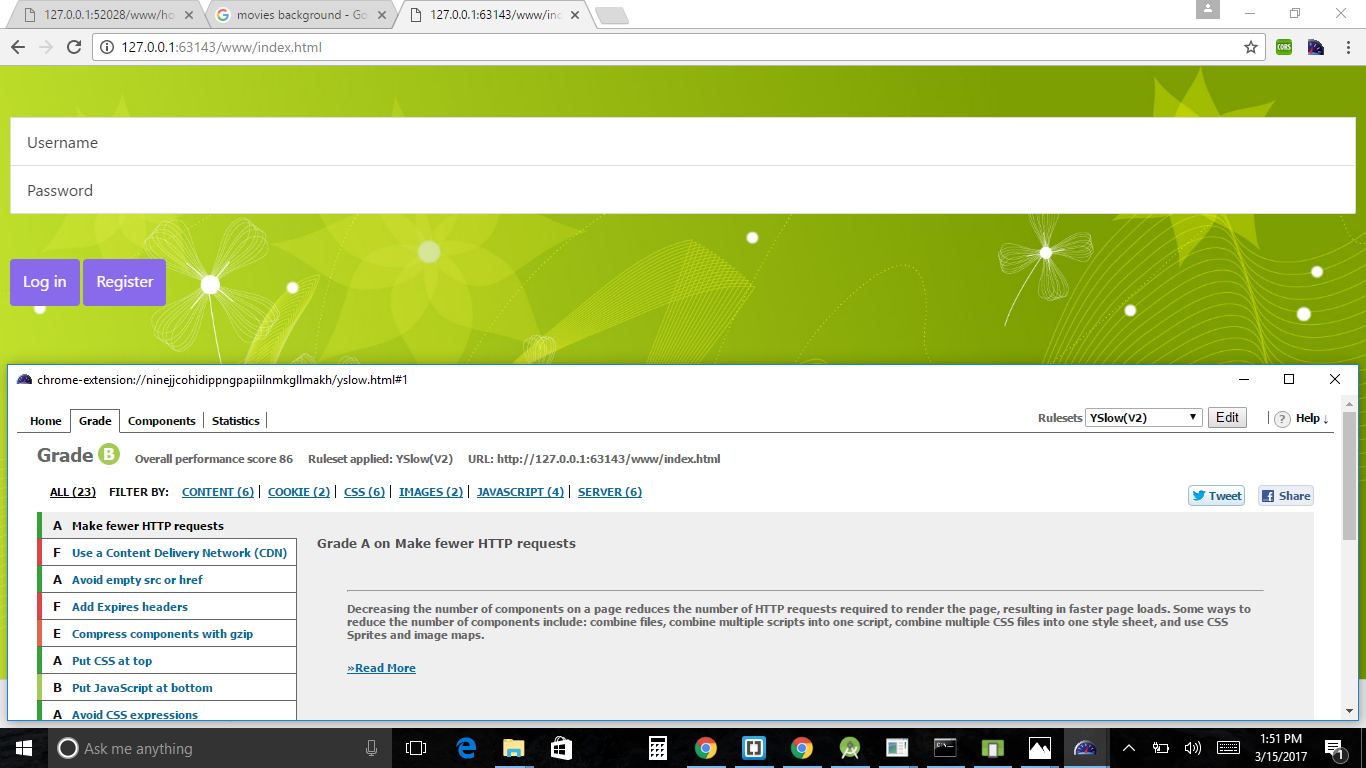 127.0.0.1:52028/www/ho
movies background - Go
127.0.0.1:63143/www/inc
127.0.0.1:63143/www/index.html
CORS
Username
Password
Log in Register
chrome-extension://ninejjcohidippngpapiilnmkgllmakh/yslow.html#1
Home Grade Components Statistics
Rulesets YSlow(V2) Edit ? Help ↓
Grade B Overall performance score 86 Ruleset applied: YSlow(V2) URL: http://127.0.0.1:63143/www/index.html
ALL (23) FILTER BY: CONTENT (6) COOKIE (2) CSS (6) IMAGES (2) JAVASCRIPT (4) SERVER (6)
Tweet Share
A Make fewer HTTP requests
F Use a Content Delivery Network (CDN)
A Avoid empty src or href
F Add Expires headers
E Compress components with gzip
A Put CSS at top
B Put JavaScript at bottom
A Avoid CSS expressions
Grade A on Make fewer HTTP requests
Decreasing the number of components on a page reduces the number of HTTP requests required to render the page, resulting in faster page loads. Some ways to
reduce the number of components include: combine files, combine multiple scripts into one script, combine multiple CSS files into one style sheet, and use CSS
Sprites and image maps.
»Read More
Ask me anything
1:51 PM
3/15/2017
1